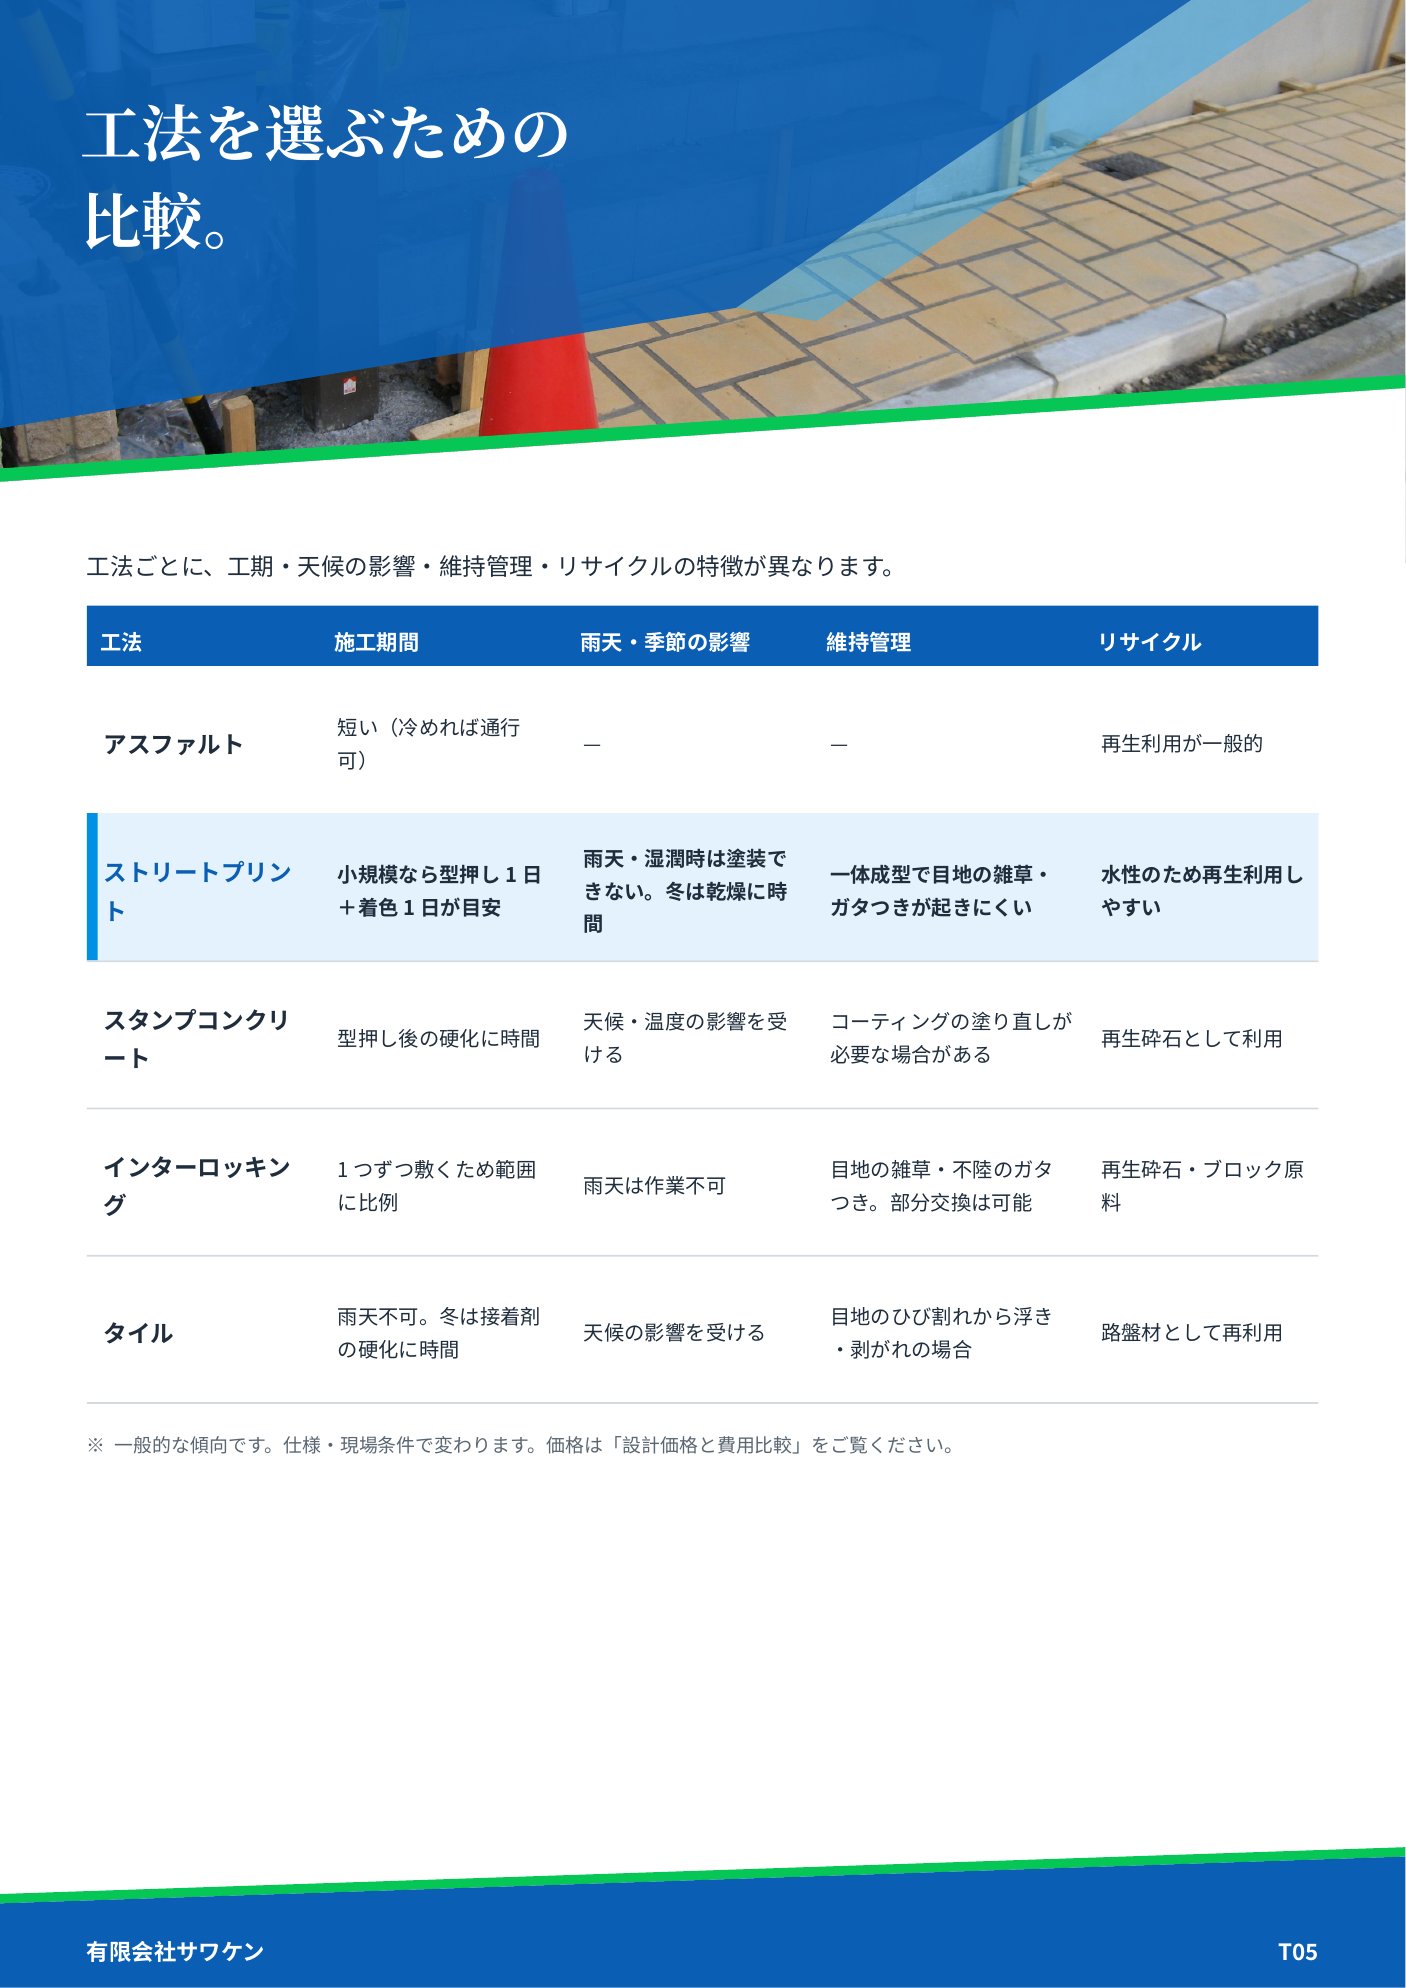 工法を選ぶための
比較。
工法ごとに、工期・天候の影響・維持管理・リサイクルの特徴が異なります。
工法 施工期間 雨天・季節の影響 維持管理 リサイクル
アスファルト
短い（冷めれば通行
可）
—
—
再生利用が一般的
ストリートプリン
ト
小規模なら型押し 1 日
＋着色 1 日が目安
雨天・湿潤時は塗装で
きない。冬は乾燥に時
間
一体成型で目地の雑草・
ガタつきが起きにくい
水性のため再生利用し
やすい
スタンプコンクリ
ート
型押し後の硬化に時間
天候・温度の影響を受
ける
コーティングの塗り直しが
必要な場合がある
再生砕石として利用
インターロッキン
グ
1 つずつ敷くため範囲
に比例
雨天は作業不可
目地の雑草・不陸のガタ
つき。部分交換は可能
再生砕石・ブロック原
料
タイル
雨天不可。冬は接着剤
の硬化に時間
天候の影響を受ける
目地のひび割れから浮き
・剥がれの場合
路盤材として再利用
※ 一般的な傾向です。仕様・現場条件で変わります。価格は「設計価格と費用比較」をご覧ください。
有限会社サワケン
T05